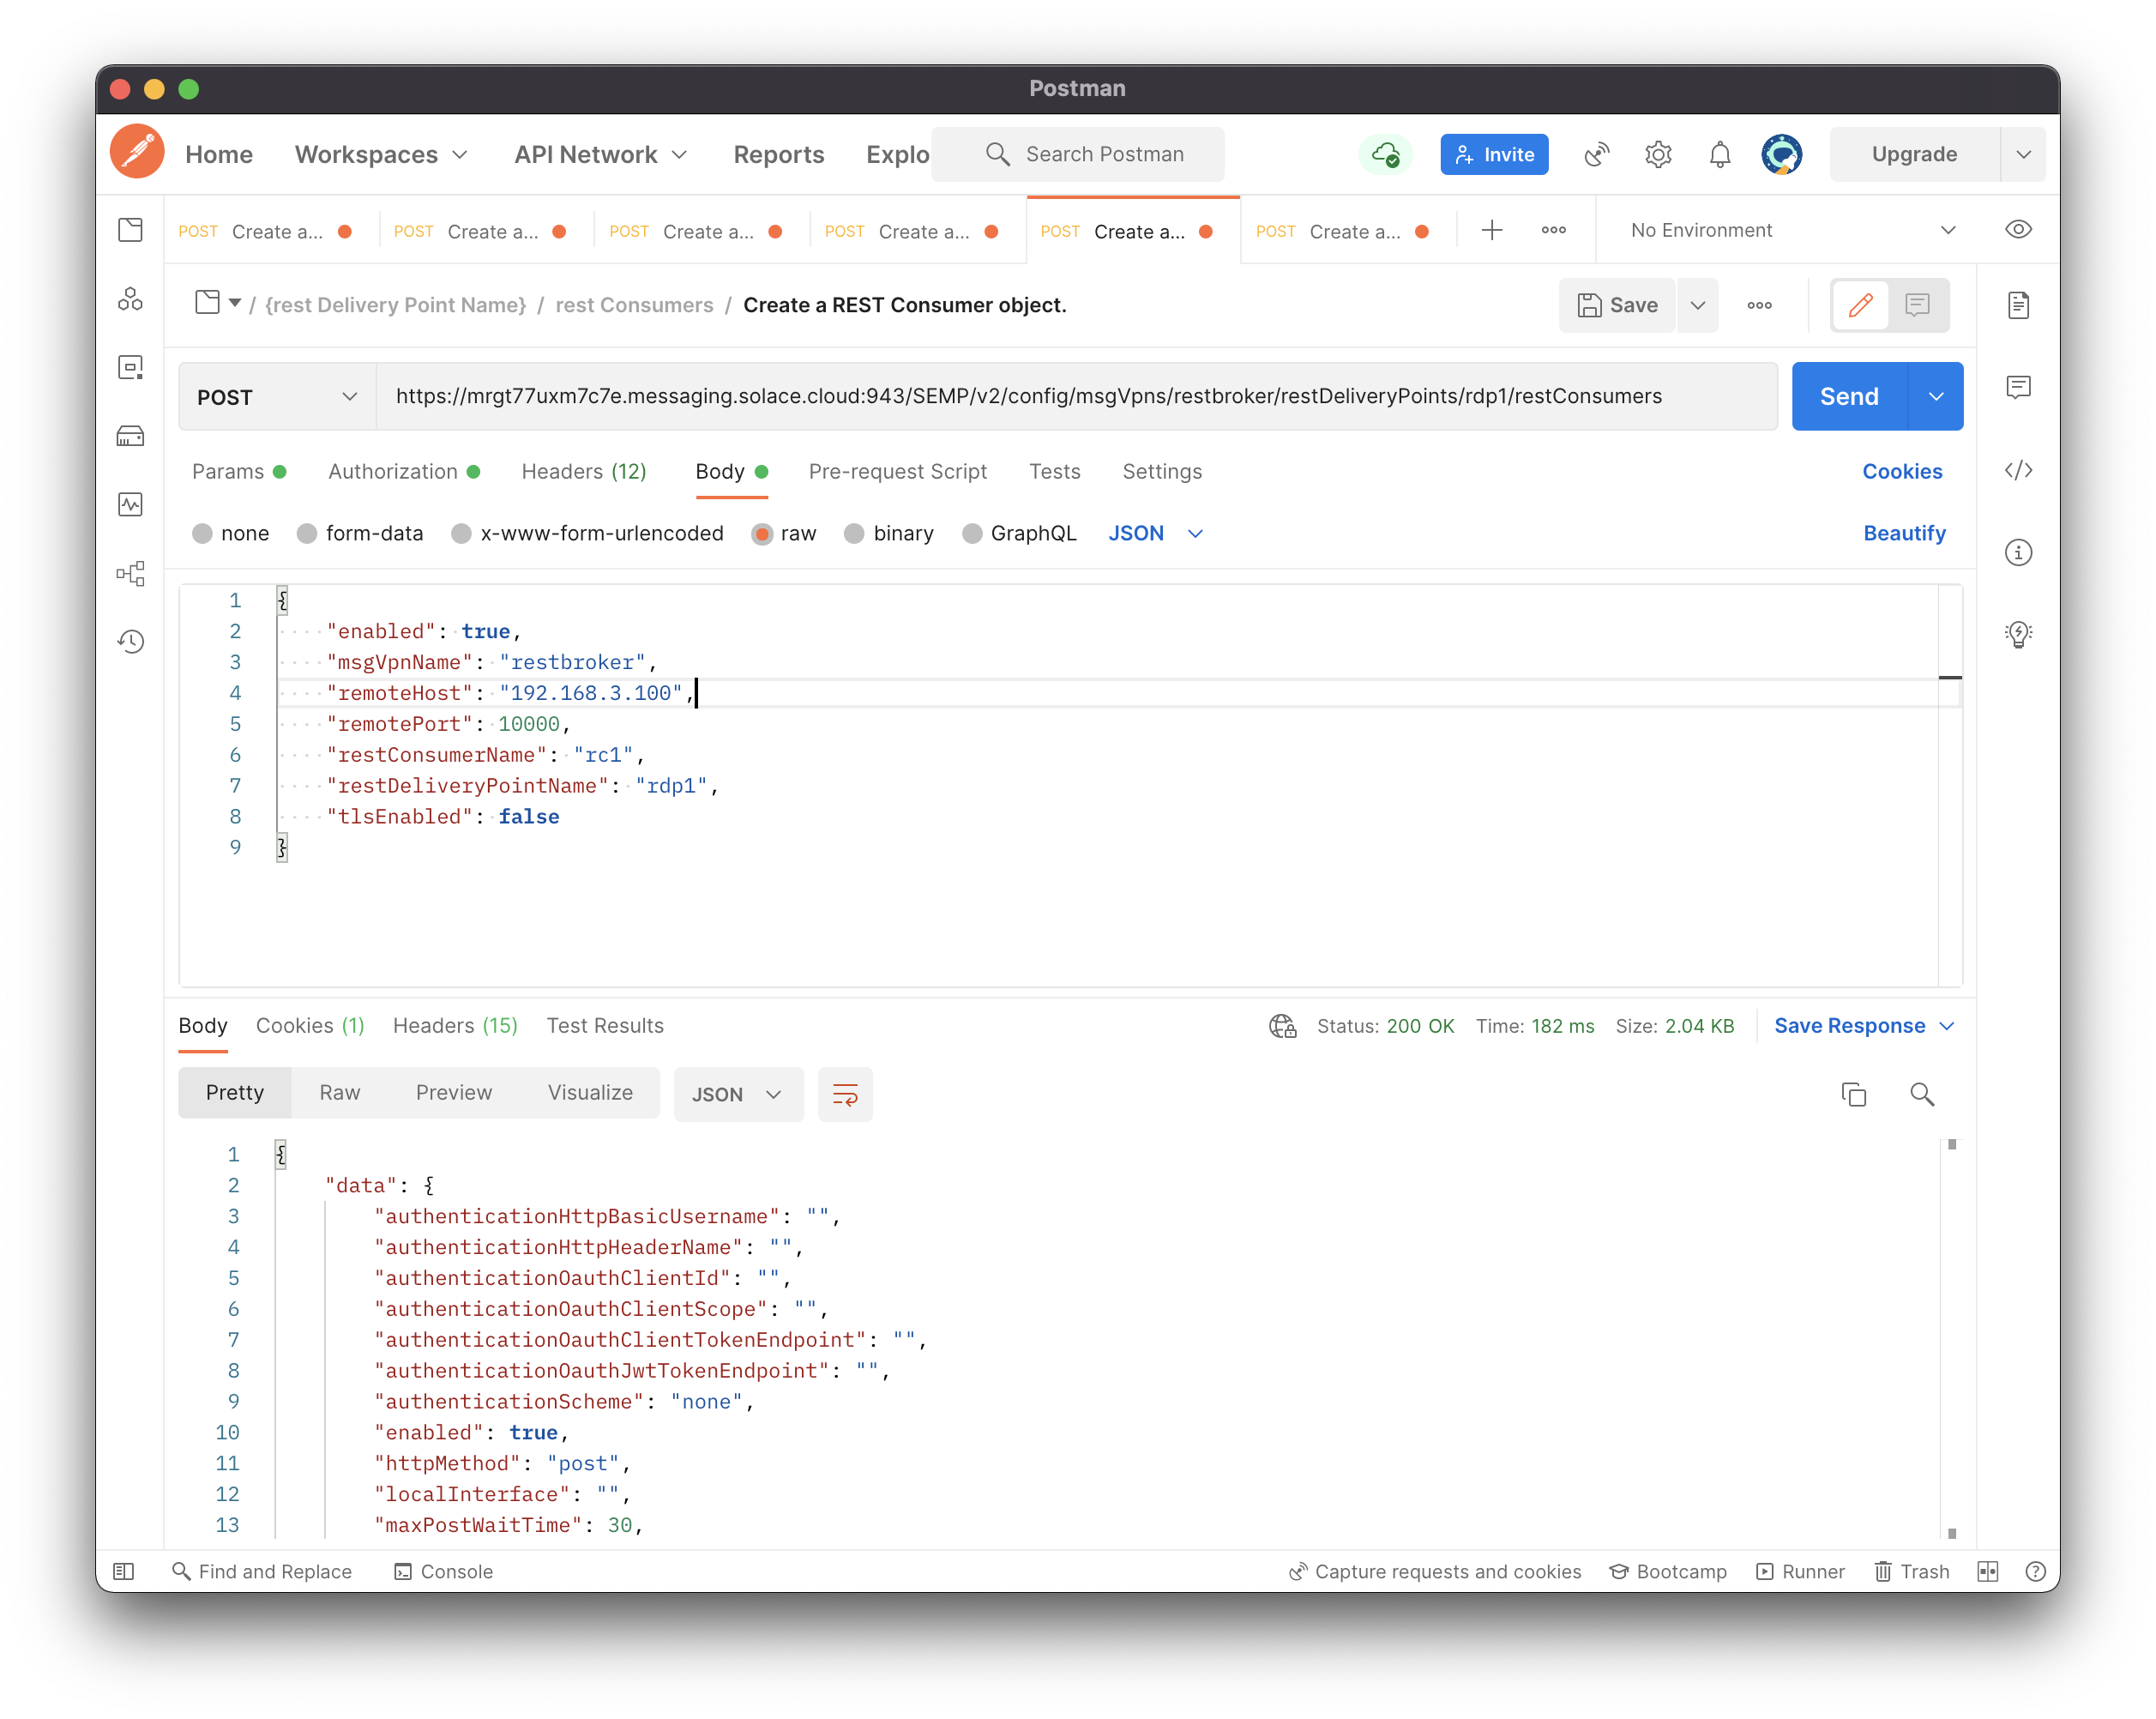 Postman
Home Workspaces API Network Reports Explo Search Postman Invite Upgrade
POST Create a... POST Create a... POST Create a... POST Create a... POST Create a... POST Create a... No Environment
/ {rest Delivery Point Name} / rest Consumers / Create a REST Consumer object. Save
POST https://mrgt77uxm7c7e.messaging.solace.cloud:943/SEMP/v2/config/msgVpns/restbroker/restDeliveryPoints/rdp1/restConsumers Send
Params Authorization Headers (12) Body Pre-request Script Tests Settings Cookies
none form-data x-www-form-urlencoded raw binary GraphQL JSON Beautify
1 {
2 "enabled": true,
3 "msgVpnName": "restbroker",
4 "remoteHost": "192.168.3.100",
5 "remotePort": 10000,
6 "restConsumerName": "rc1",
7 "restDeliveryPointName": "rdp1",
8 "tlsEnabled": false
9 }
Body Cookies (1) Headers (15) Test Results Status: 200 OK Time: 182 ms Size: 2.04 KB Save Response
Pretty Raw Preview Visualize JSON
1 {
2 "data": {
3 "authenticationHttpBasicUsername": "",
4 "authenticationHttpHeaderName": "",
5 "authenticationOauthClientId": "",
6 "authenticationOauthClientScope": "",
7 "authenticationOauthClientTokenEndpoint": "",
8 "authenticationOauthJwtTokenEndpoint": "",
9 "authenticationScheme": "none",
10 "enabled": true,
11 "httpMethod": "post",
12 "localInterface": "",
13 "maxPostWaitTime": 30,
Find and Replace Console Capture requests and cookies Bootcamp Runner Trash